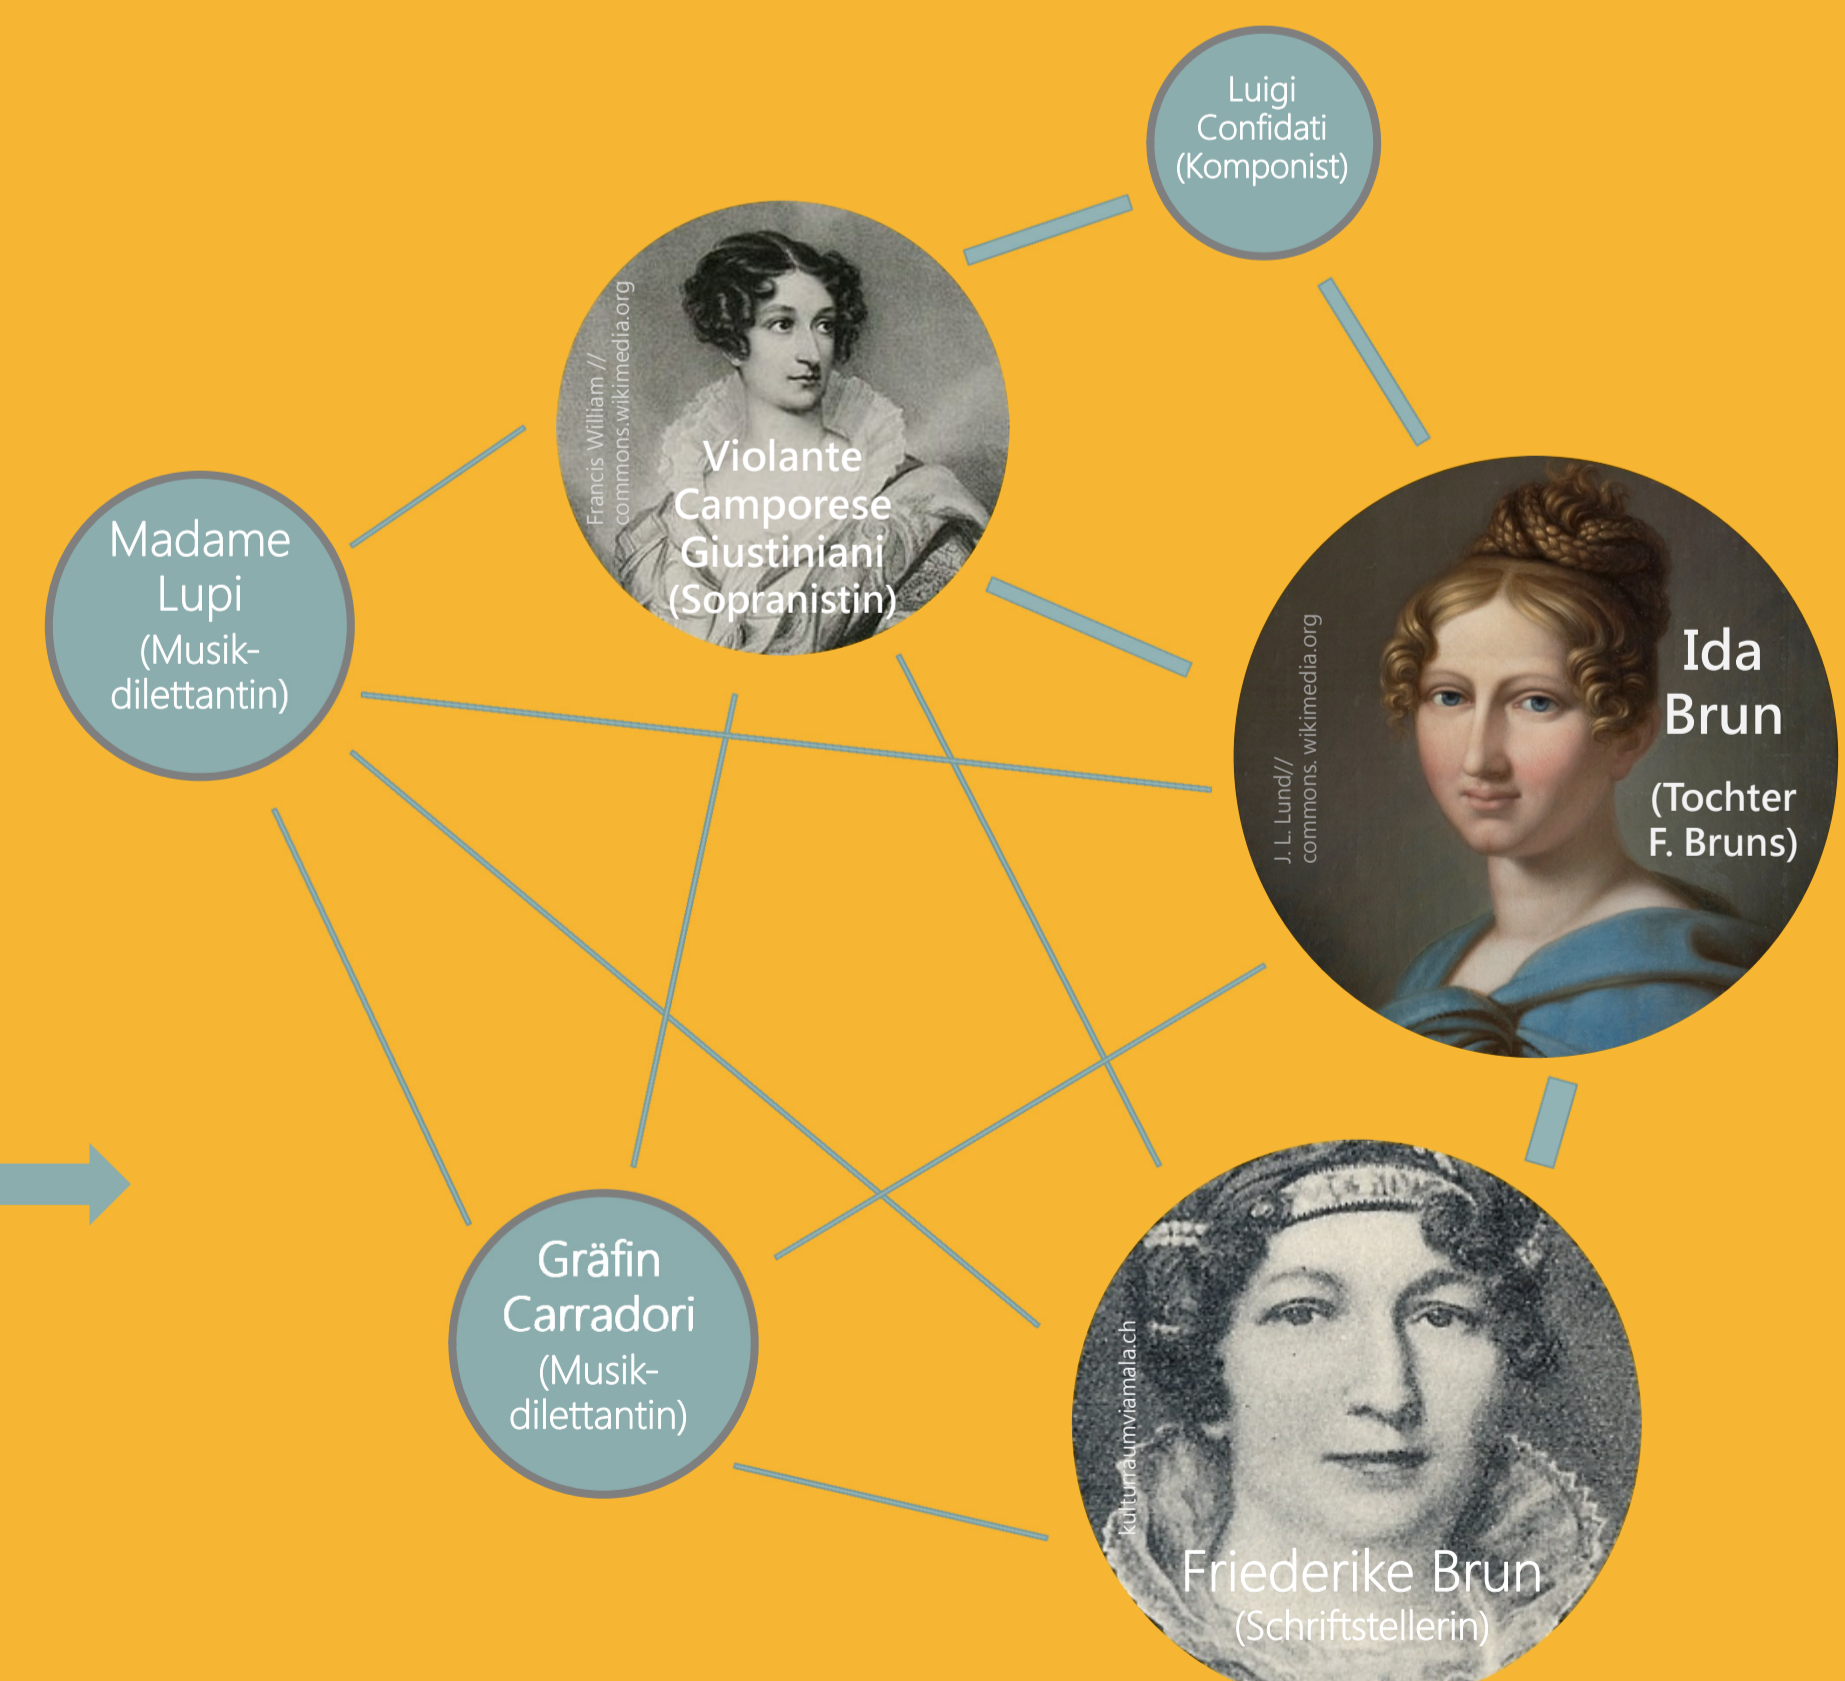 Luigi
Confidati
(Komponist)
Francis William //
commons.wikimedia.org
Violante
Camporese
Giustiniani
(Sopranistin)
Madame
Lupi
(Musik-
dilettantin)
J. L. Lund//
commons. wikimedia.org
Ida
Brun
(Tochter
F. Bruns)
Gräfin
Carradori
(Musik-
dilettantin)
kulturraumviamala.ch
Friederike Brun
(Schriftstellerin)